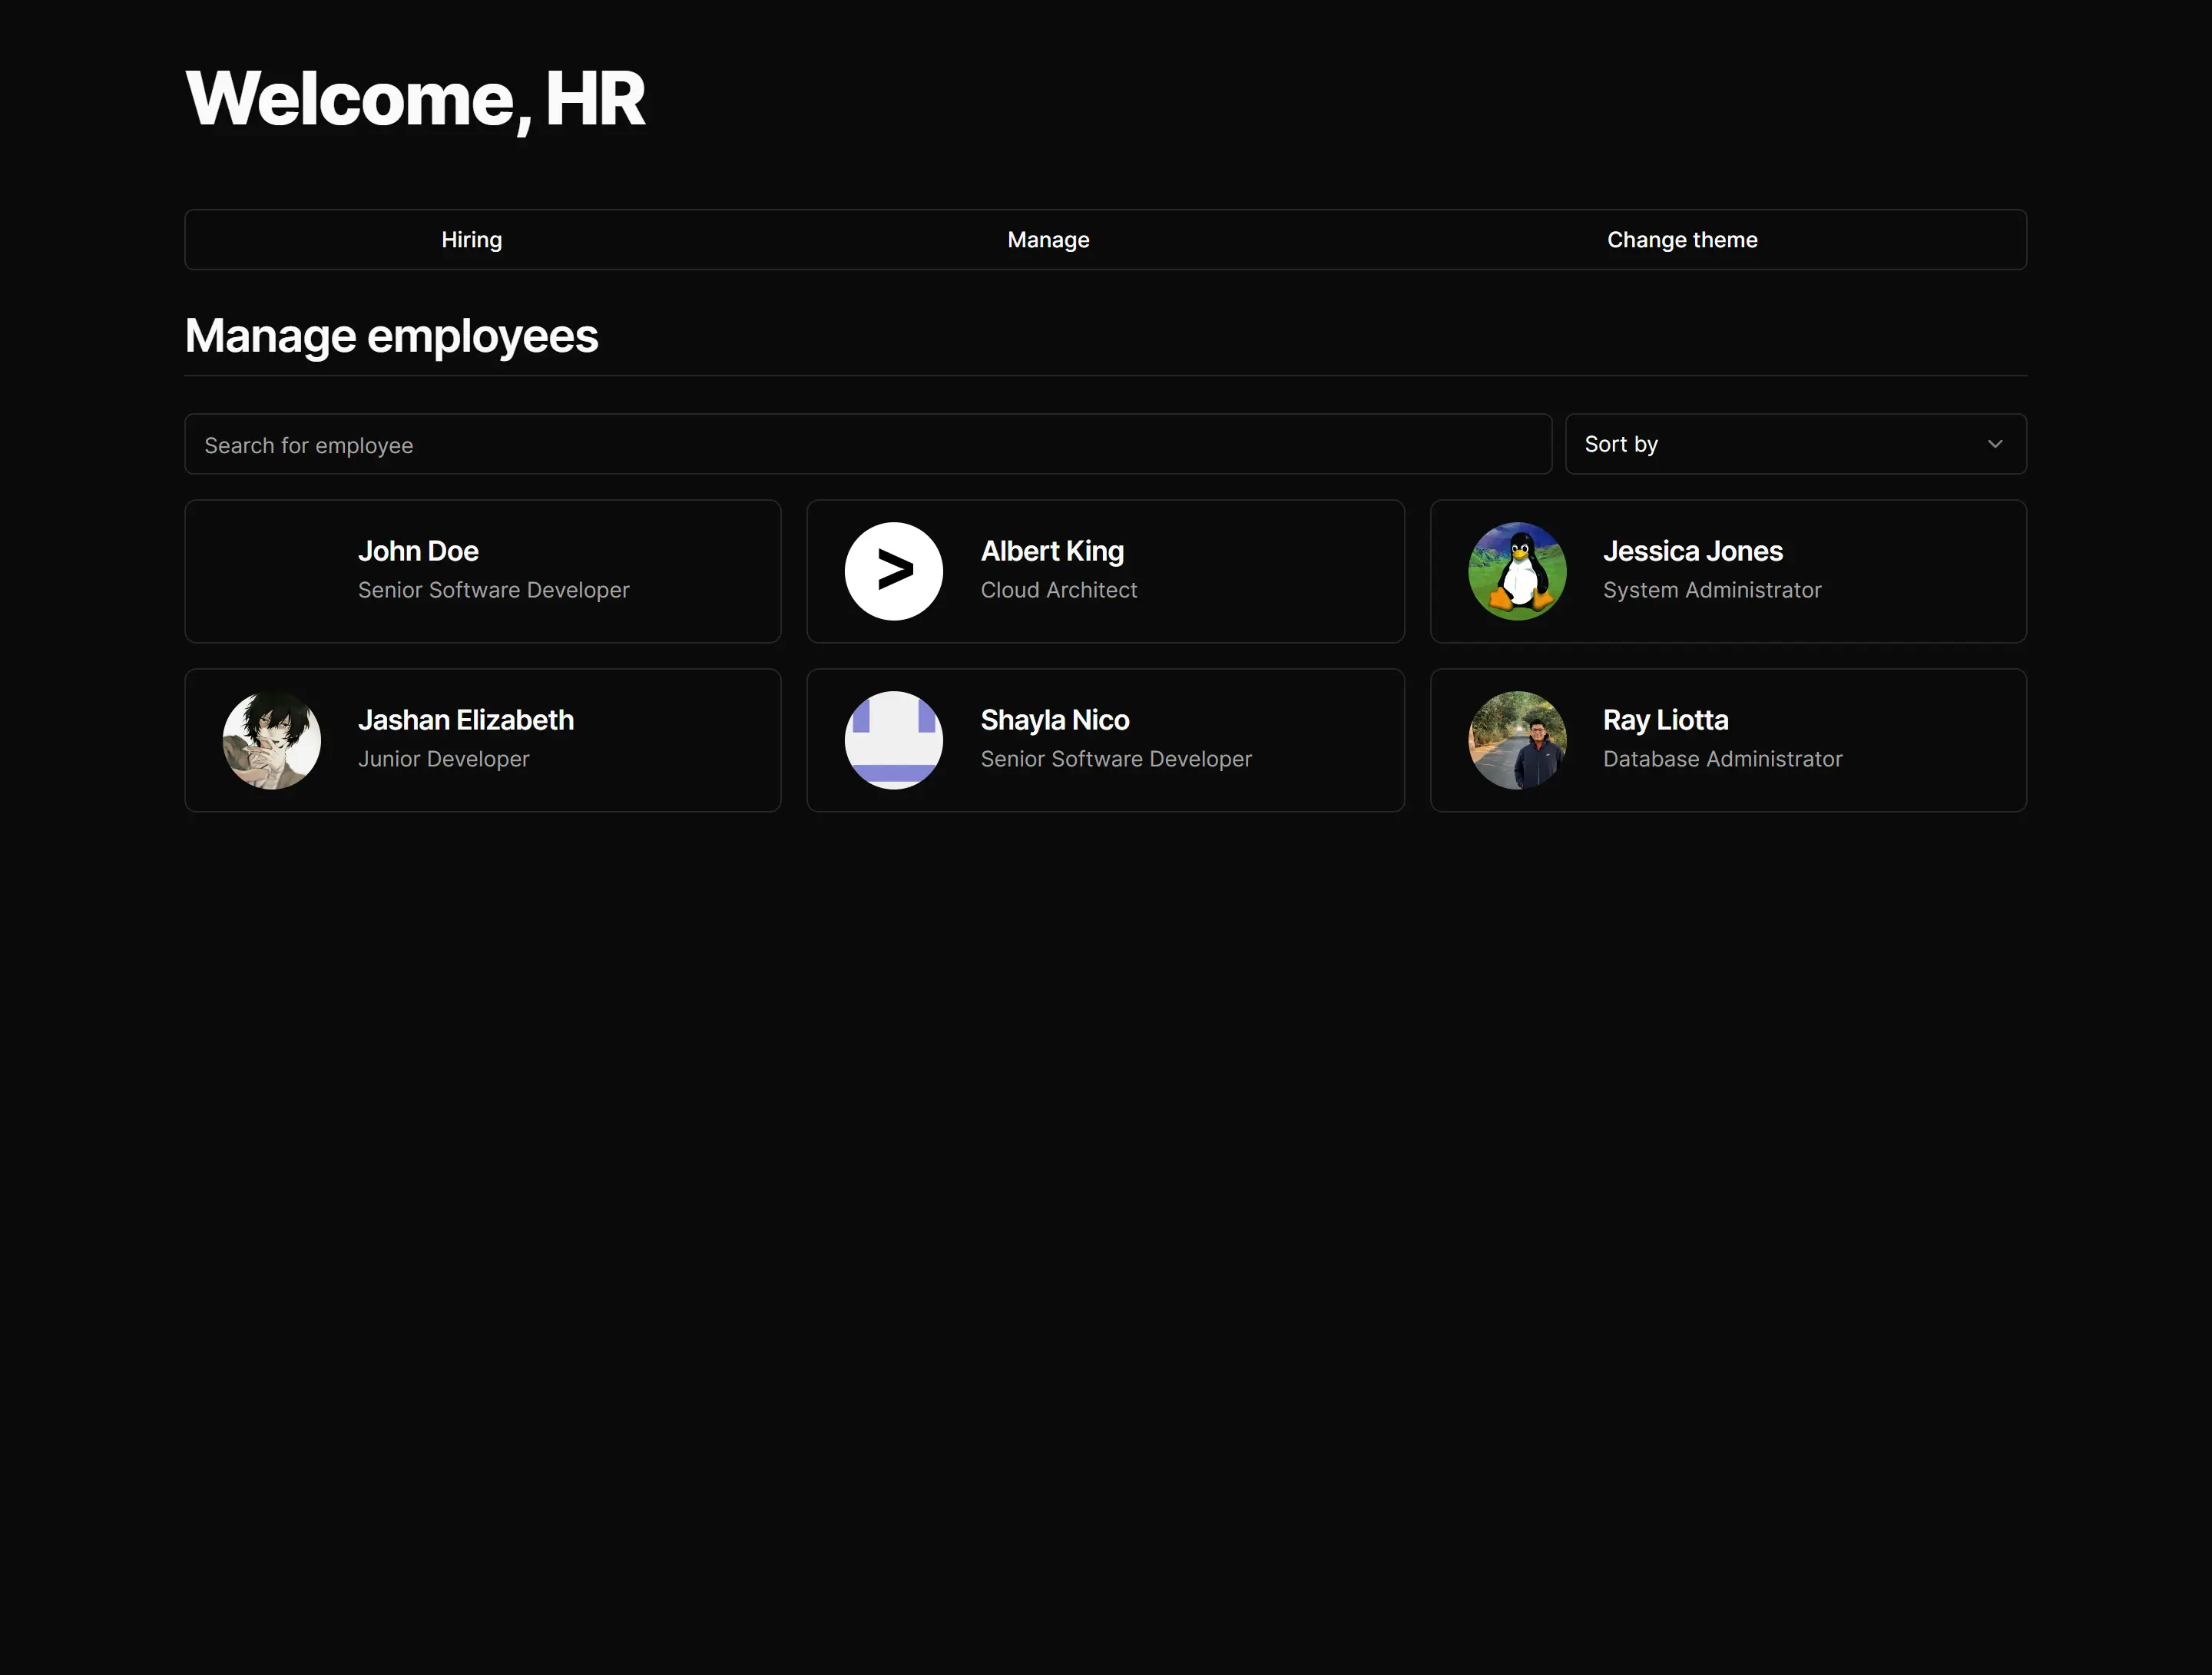 Welcome, HR
Hiring
Manage
Change theme
Manage employees
Search for employee
Sort by
John Doe
Senior Software Developer
>
Albert King
Cloud Architect
Jessica Jones
System Administrator
Jashan Elizabeth
Junior Developer
Shayla Nico
Senior Software Developer
Ray Liotta
Database Administrator